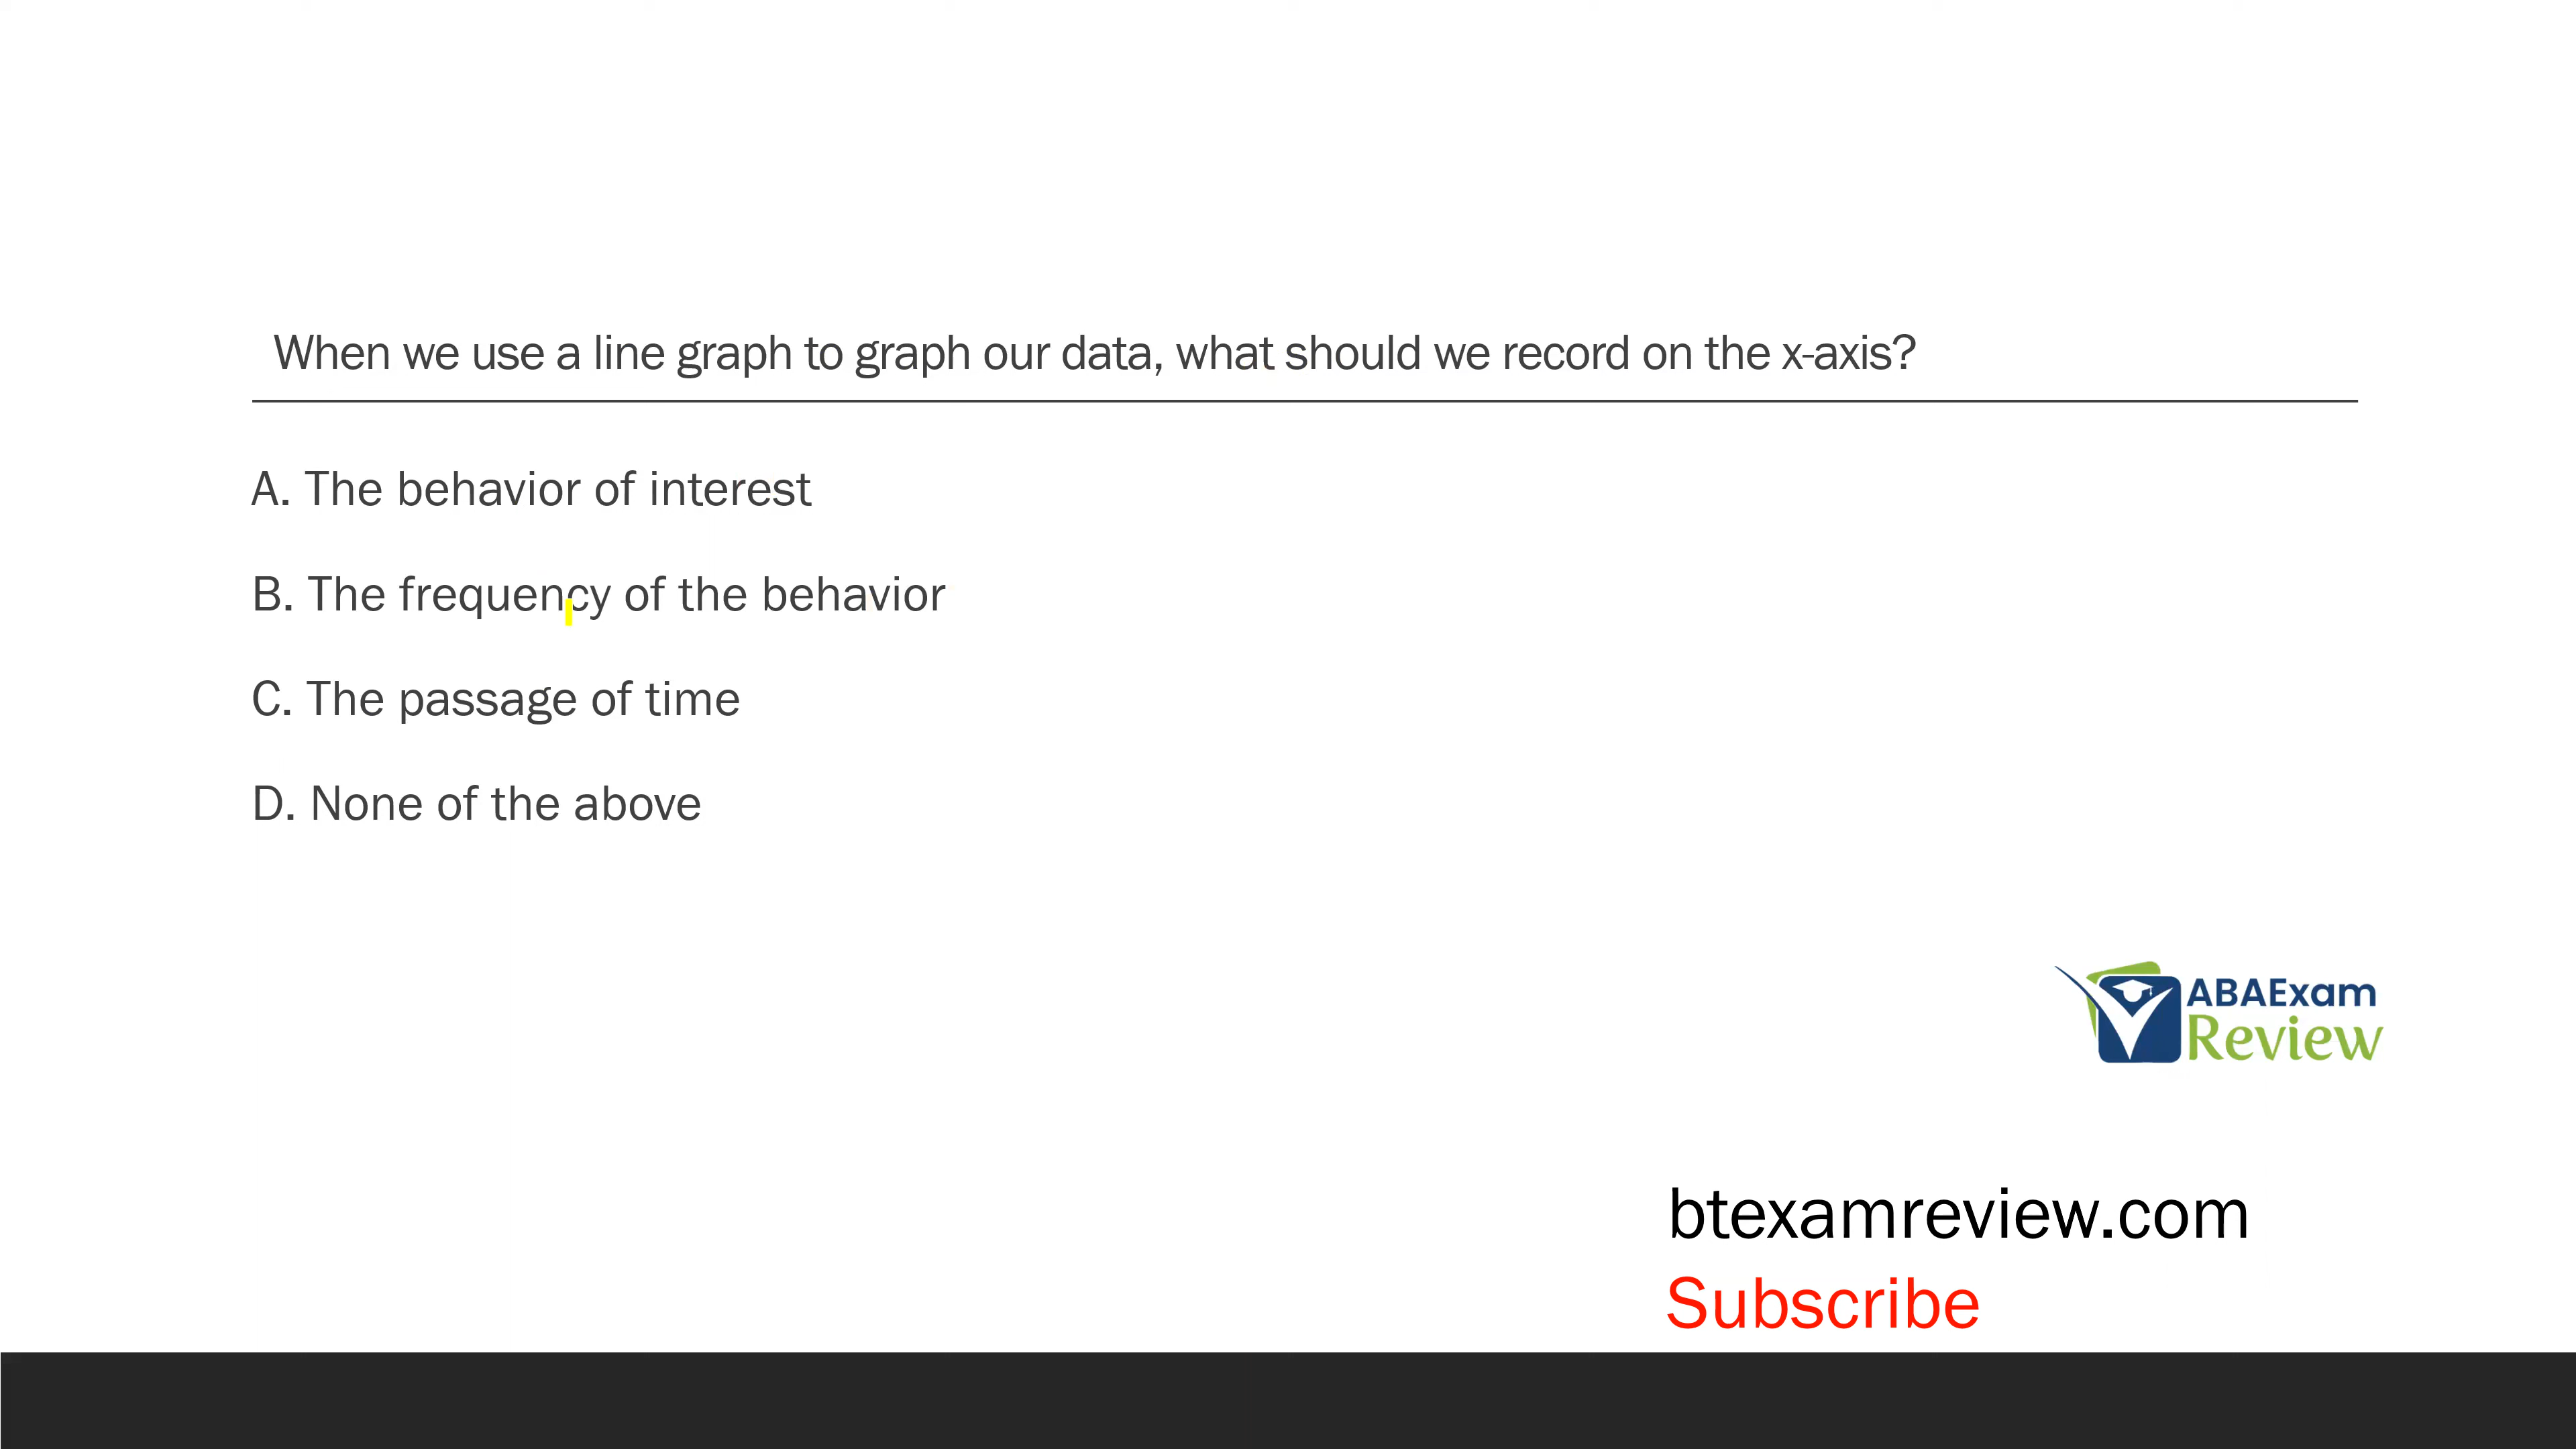 When we use a line graph to graph our data, what should we record on the x-axis?
A. The behavior of interest
B. The frequency of the behavior
C. The passage of time
D. None of the above
ABAExam
Review
btexamreview.com
Subscribe